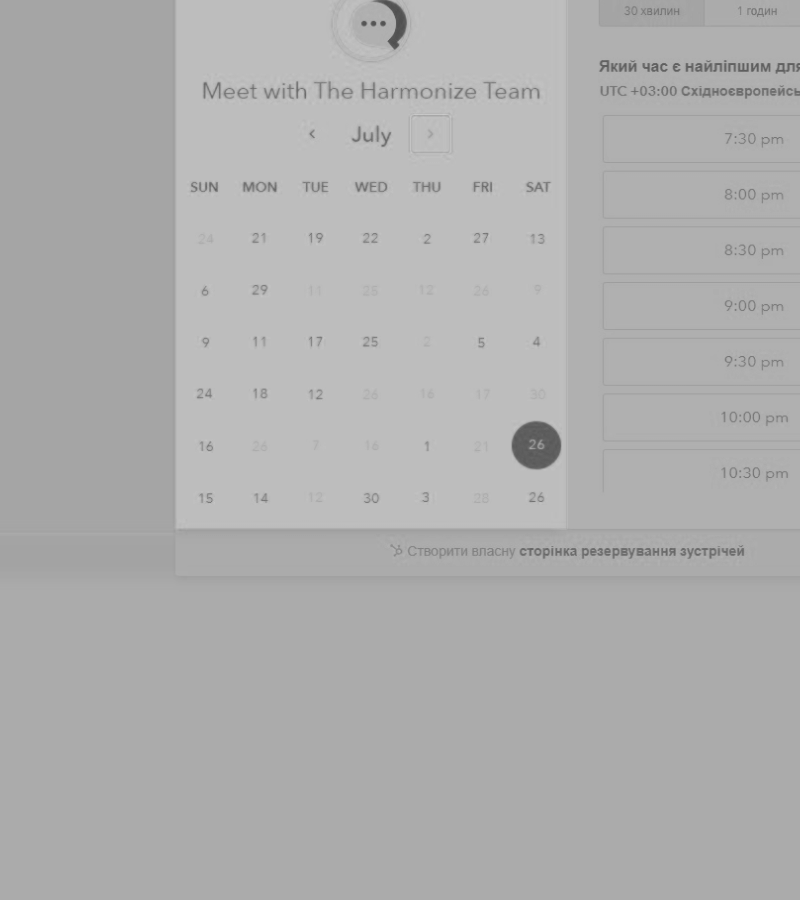 30 хвилин 1 годин
Meet with The Harmonize Team
July
SUN MON TUE WED THU FRI SAT
24 21 19 22 2 27 13
6 29 11 25 12 26 9
9 11 17 25 2 5 4
24 18 12 26 16 17 30
16 26 7 16 1 21 26
15 14 12 30 3 28 26
Який час є найліпшим для
UTC +03:00 Східноєвропейсь
7:30 pm
8:00 pm
8:30 pm
9:00 pm
9:30 pm
10:00 pm
10:30 pm
Створити власну сторінка резервування зустрічей